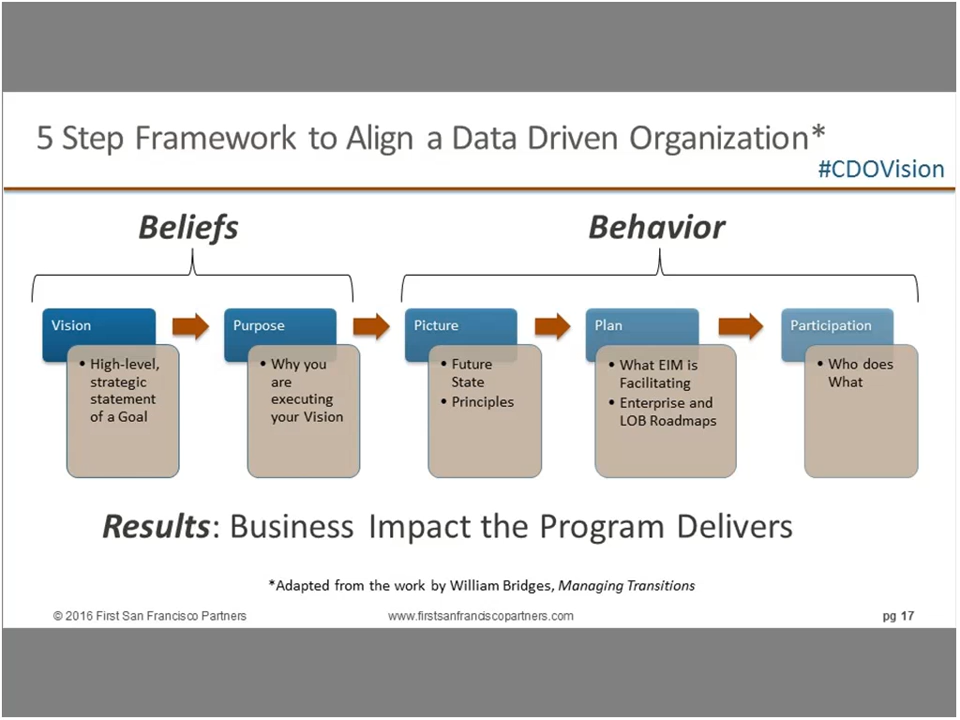 5 Step Framework to Align a Data Driven Organization*
#CDOVision
Beliefs
Behavior
Vision
• High-level,
strategic
statement
of a Goal
Purpose
• Why you
are
executing
your Vision
Picture
• Future
State
• Principles
Plan
• What EIM is
Facilitating
• Enterprise and
LOB Roadmaps
Participation
• Who does
What
Results: Business Impact the Program Delivers
*Adapted from the work by William Bridges, Managing Transitions
© 2016 First San Francisco Partners
www.firstsanfranciscopartners.com
pg 17